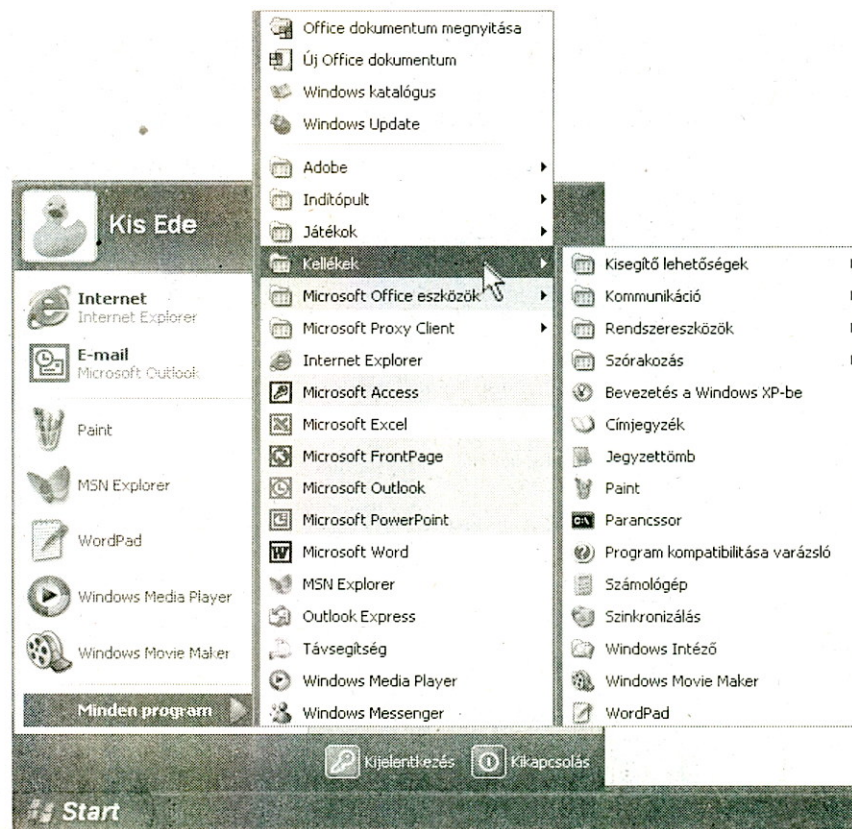 Office dokumentum megnyitása
Új Office dokumentum
Windows katalógus
Windows Update
Adobe
Indítópult
Játékok
Kellékek
Microsoft Office eszközök
Microsoft Proxy Client
Internet Explorer
Microsoft Access
Microsoft Excel
Microsoft FrontPage
Microsoft Outlook
Microsoft PowerPoint
Microsoft Word
MSN Explorer
Outlook Express
Távsegítség
Windows Media Player
Windows Messenger
Kis Ede
Internet
Internet Explorer
E-mail
Microsoft Outlook
Paint
MSN Explorer
WordPad
Windows Media Player
Windows Movie Maker
Minden program
Kisegítő lehetőségek
Kommunikáció
Rendszereszközök
Szórakozás
Bevezetés a Windows XP-be
Címjegyzék
Jegyzettömb
Paint
Parancssor
Program kompatibilitása varázsló
Számológép
Szinkronizálás
Windows Intéző
Windows Movie Maker
WordPad
Kijelentkezés
Kikapcsolás
Start